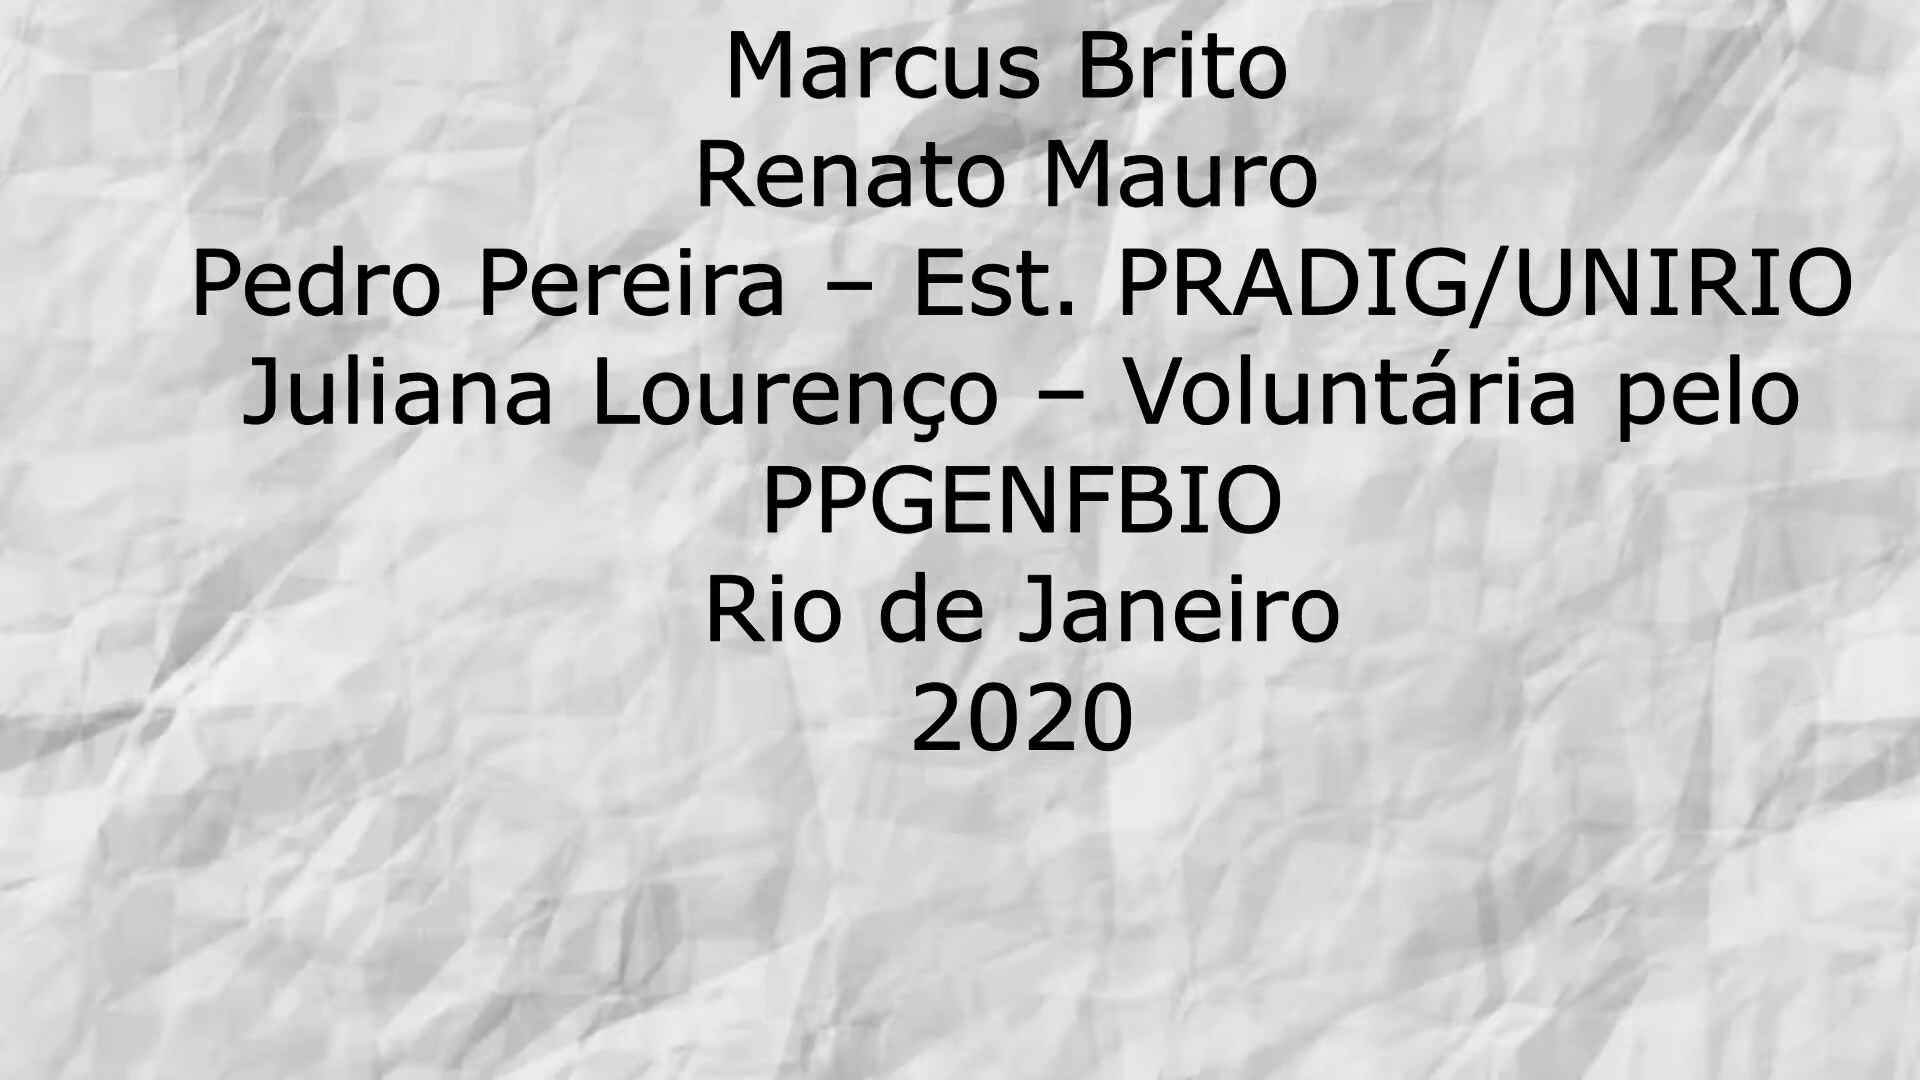 Marcus Brito
Renato Mauro
Pedro Pereira – Est. PRADIG/UNIRIO
Juliana Lourenço – Voluntária pelo
PPGENFBIO
Rio de Janeiro
2020